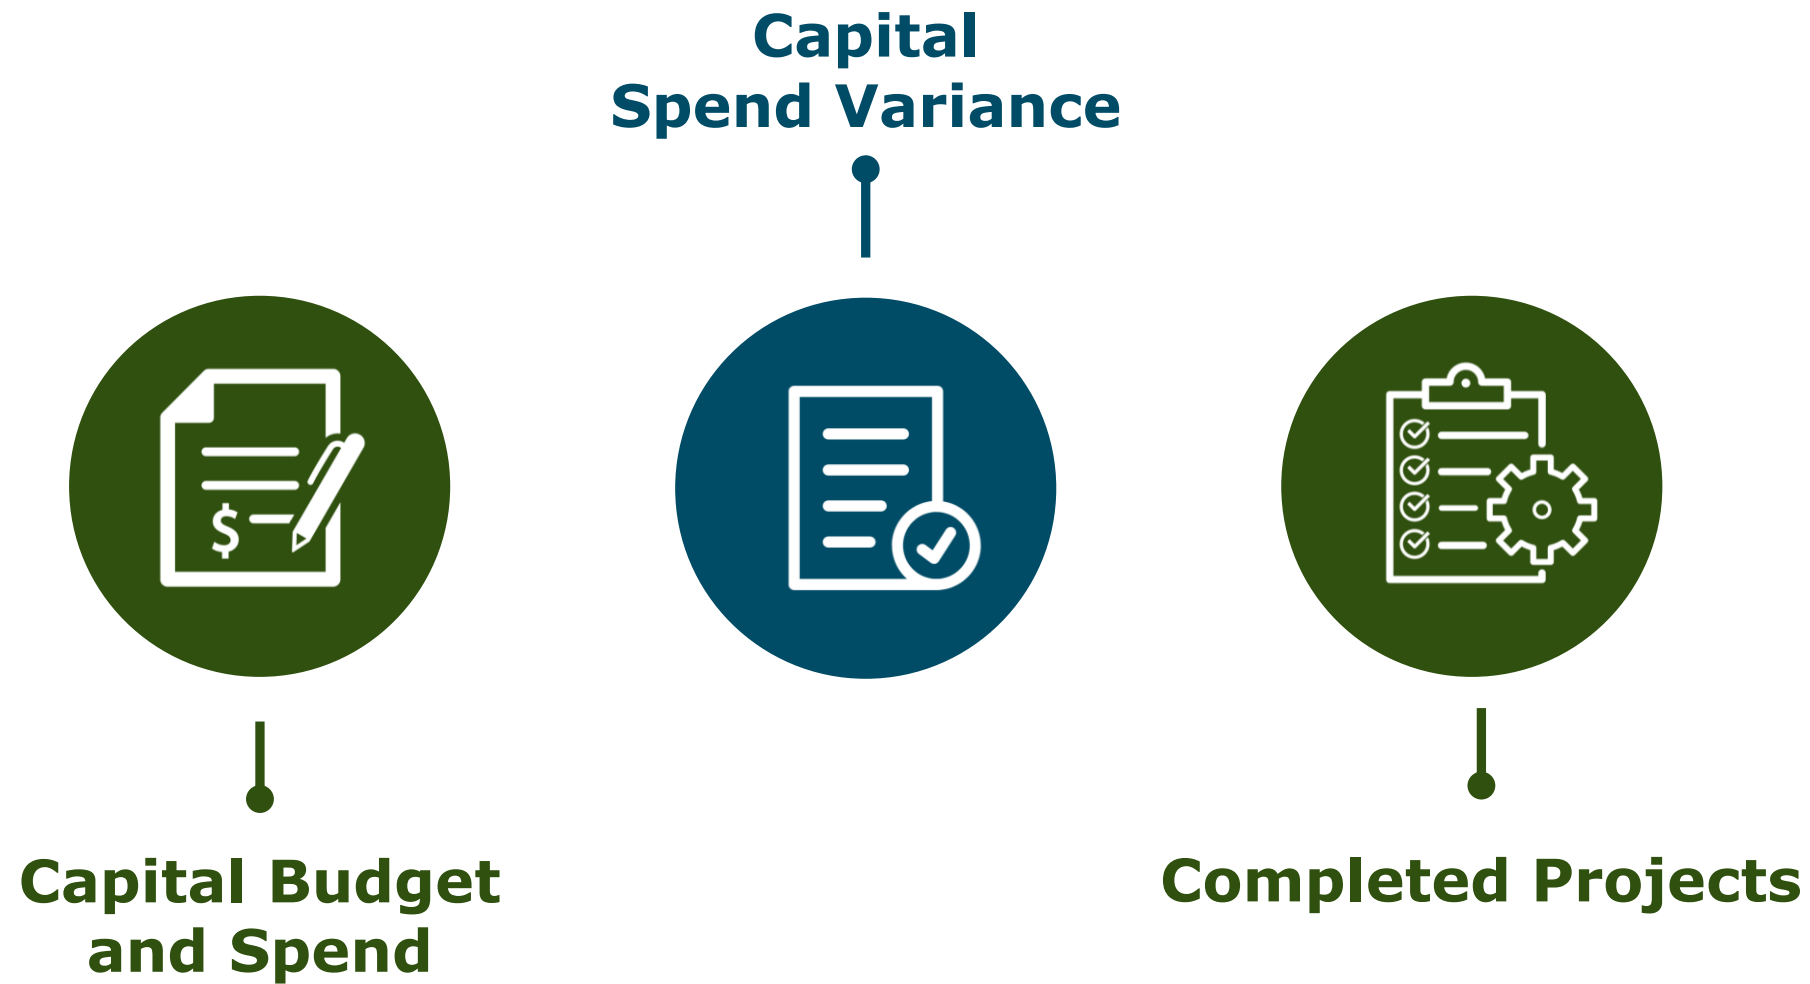 Capital
Spend Variance
$
Capital Budget
and Spend
Completed Projects